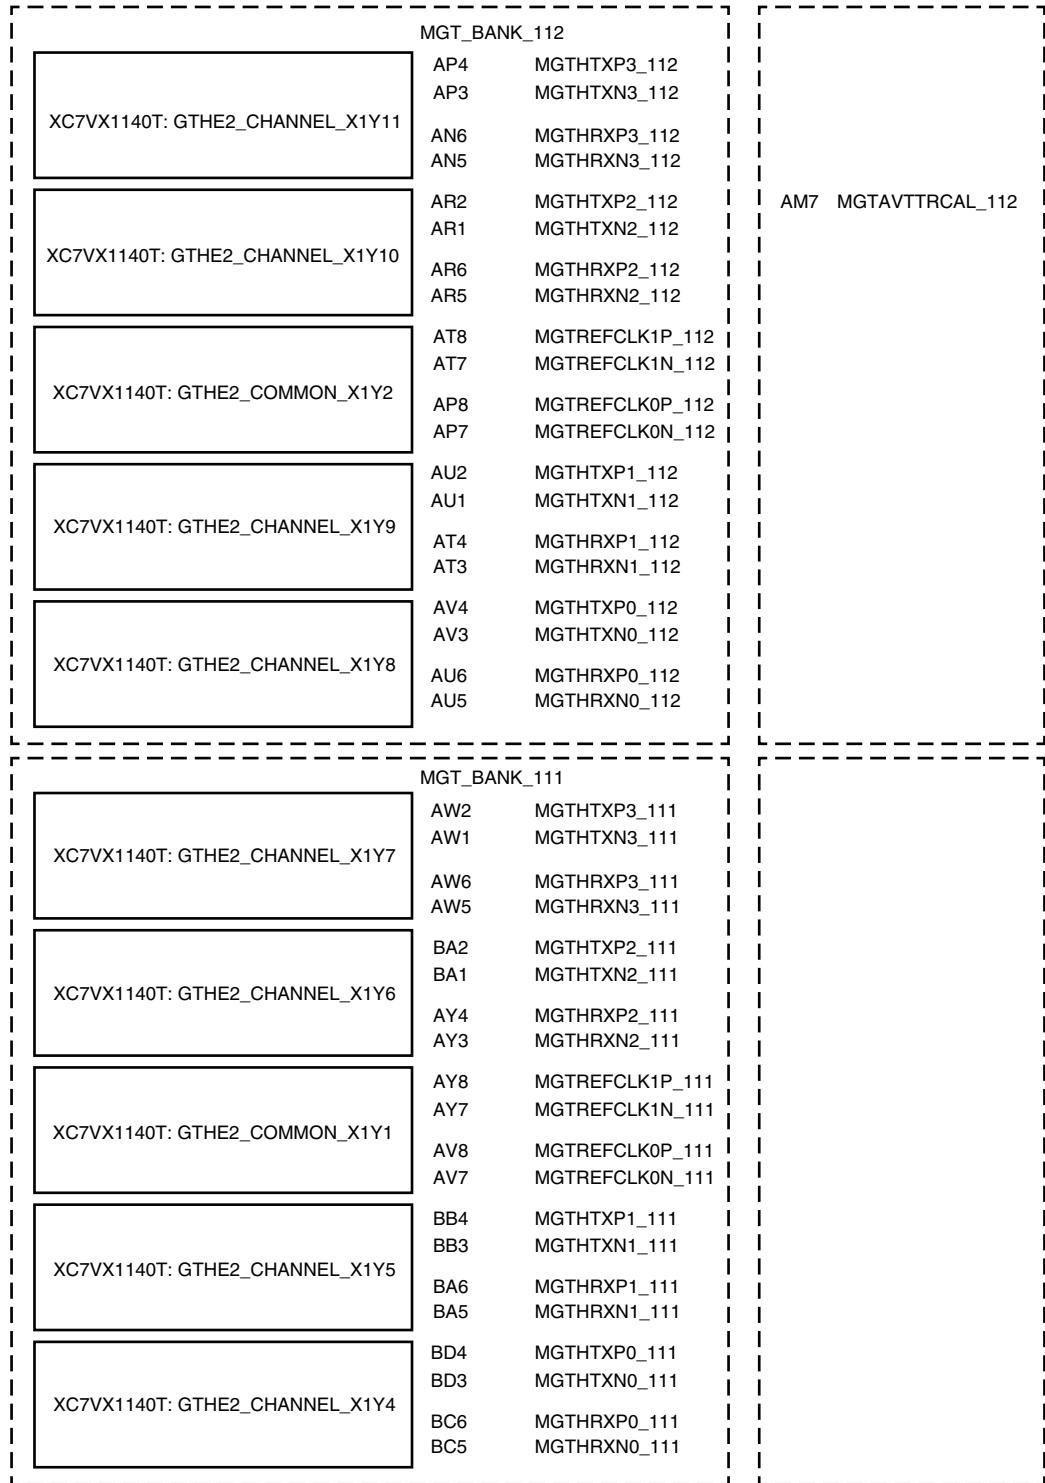 MGT_BANK_112
AP4 MGTHTXP3_112
AP3 MGTHTXN3_112
XC7VX1140T: GTHE2_CHANNEL_X1Y11
AN6 MGTHRXP3_112
AN5 MGTHRXN3_112
AR2 MGTHTXP2_112
AM7 MGTAVTTRCAL_112
AR1 MGTHTXN2_112
XC7VX1140T: GTHE2_CHANNEL_X1Y10
AR6 MGTHRXP2_112
AR5 MGTHRXN2_112
AT8 MGTREFCLK1P_112
AT7 MGTREFCLK1N_112
XC7VX1140T: GTHE2_COMMON_X1Y2
AP8 MGTREFCLK0P_112
AP7 MGTREFCLK0N_112
AU2 MGTHTXP1_112
AU1 MGTHTXN1_112
XC7VX1140T: GTHE2_CHANNEL_X1Y9
AT4 MGTHRXP1_112
AT3 MGTHRXN1_112
AV4 MGTHTXP0_112
AV3 MGTHTXN0_112
XC7VX1140T: GTHE2_CHANNEL_X1Y8
AU6 MGTHRXP0_112
AU5 MGTHRXN0_112
MGT_BANK_111
AW2 MGTHTXP3_111
AW1 MGTHTXN3_111
XC7VX1140T: GTHE2_CHANNEL_X1Y7
AW6 MGTHRXP3_111
AW5 MGTHRXN3_111
BA2 MGTHTXP2_111
BA1 MGTHTXN2_111
XC7VX1140T: GTHE2_CHANNEL_X1Y6
AY4 MGTHRXP2_111
AY3 MGTHRXN2_111
AY8 MGTREFCLK1P_111
AY7 MGTREFCLK1N_111
XC7VX1140T: GTHE2_COMMON_X1Y1
AV8 MGTREFCLK0P_111
AV7 MGTREFCLK0N_111
BB4 MGTHTXP1_111
BB3 MGTHTXN1_111
XC7VX1140T: GTHE2_CHANNEL_X1Y5
BA6 MGTHRXP1_111
BA5 MGTHRXN1_111
BD4 MGTHTXP0_111
BD3 MGTHTXN0_111
XC7VX1140T: GTHE2_CHANNEL_X1Y4
BC6 MGTHRXP0_111
BC5 MGTHRXN0_111